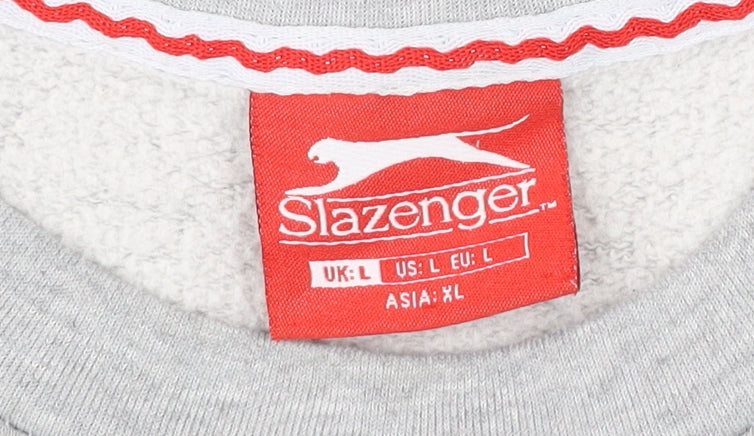 Slazenger™
UK: L US: L EU: L
ASIA: XL